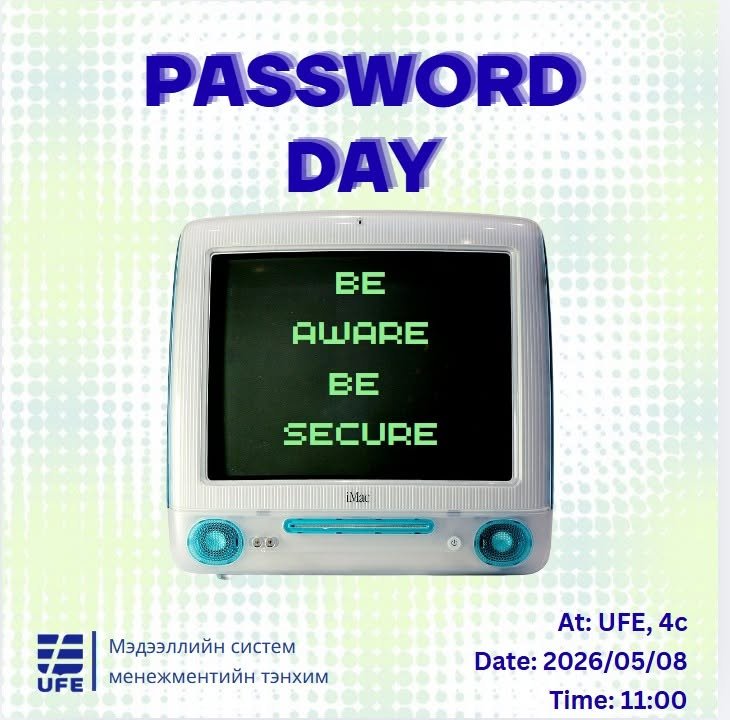 PASSWORD
DAY
BE
AWARE
BE
SECURE
iMac
UFE
Мэдээллийн систем
менежментийн тэнхим
At: UFE, 4c
Date: 2026/05/08
Time: 11:00